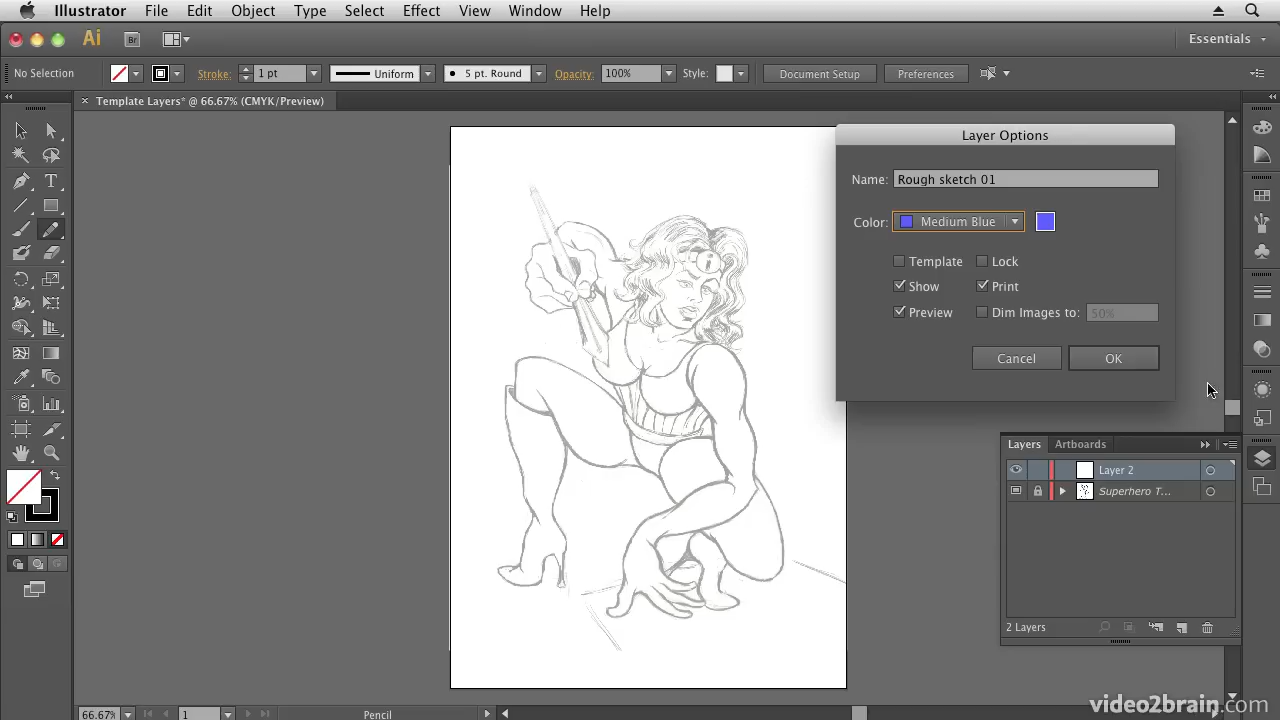 Illustrator File Edit Object Type Select Effect View Window Help
Ai Br Essentials
No Selection Stroke: 1 pt Uniform 5 pt. Round Opacity: 100% Style: Document Setup Preferences
× Template Layers* @ 66.67% (CMYK/Preview)
Layer Options
Name: Rough sketch 01
Color: Medium Blue
Template Lock
Show Print
Preview Dim Images to: 50%
Cancel OK
Layers Artboards
Layer 2
Superhero T...
2 Layers
66.67% 1 Pencil
video2brain.com